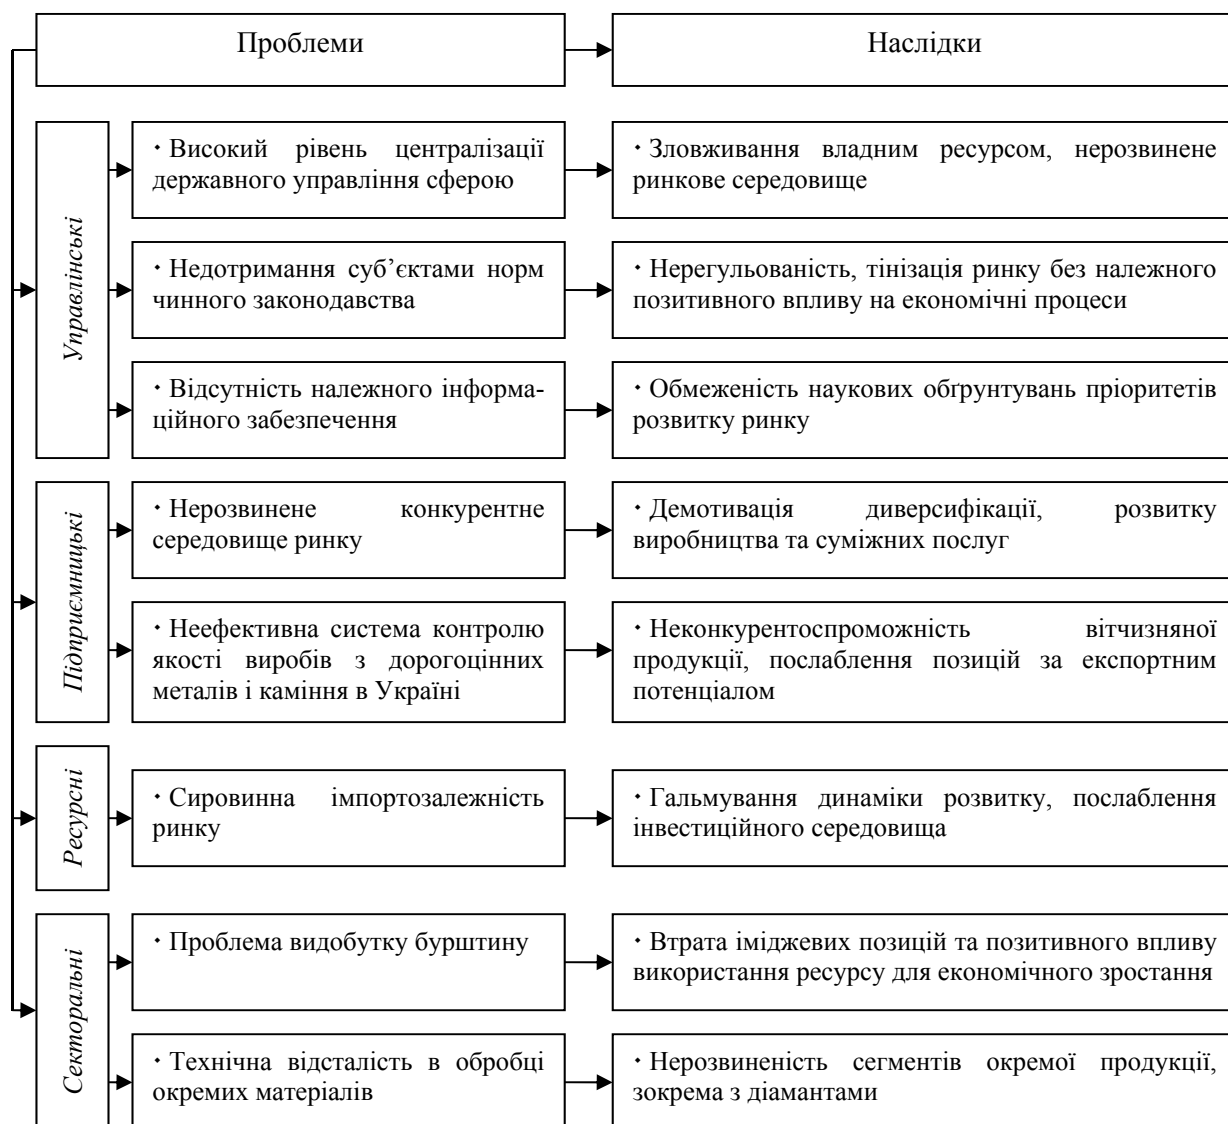 Проблеми
Наслідки
Управлінські
· Високий рівень централізації
державного управління сферою
· Зловживання владним ресурсом, нерозвинене
ринкове середовище
· Недотримання суб’єктами норм
чинного законодавства
· Нерегульованість, тінізація ринку без належного
позитивного впливу на економічні процеси
· Відсутність належного інформа-
ційного забезпечення
· Обмеженість наукових обґрунтувань пріоритетів
розвитку ринку
Підприємницькі
· Нерозвинене конкурентне
середовище ринку
· Демотивація диверсифікації, розвитку
виробництва та суміжних послуг
· Неефективна система контролю
якості виробів з дорогоцінних
металів і каміння в Україні
· Неконкурентоспроможність вітчизняної
продукції, послаблення позицій за експортним
потенціалом
Ресурсні
· Сировинна імпортозалежність
ринку
· Гальмування динаміки розвитку, послаблення
інвестиційного середовища
Секторальні
· Проблема видобутку бурштину
· Втрата іміджевих позицій та позитивного впливу
використання ресурсу для економічного зростання
· Технічна відсталість в обробці
окремих матеріалів
· Нерозвиненість сегментів окремої продукції,
зокрема з діамантами